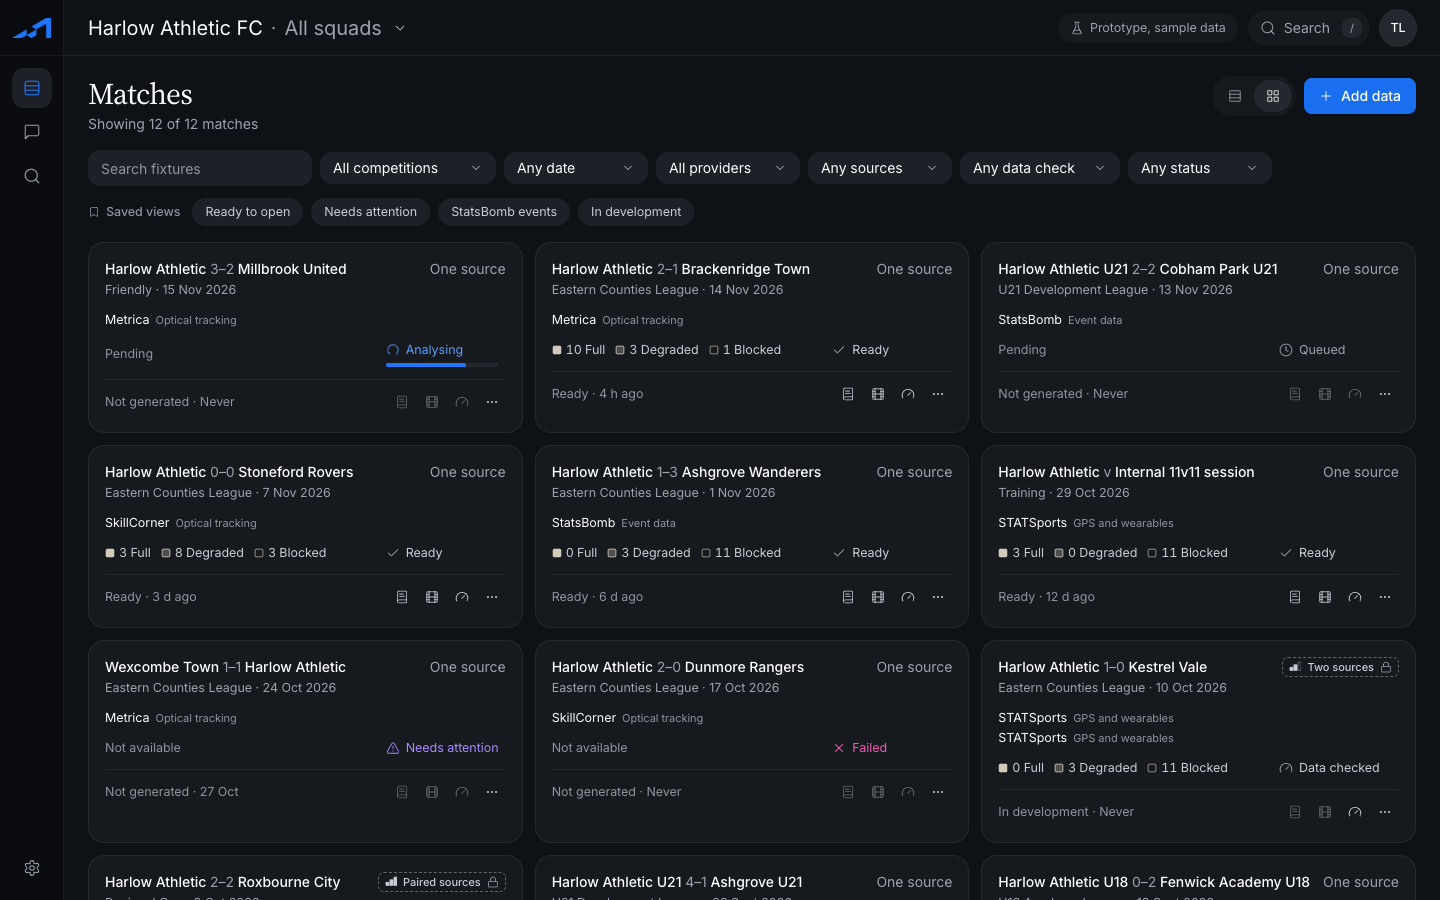 Harlow Athletic FC · All squads
Prototype, sample data
Search /
TL
Matches
Showing 12 of 12 matches
Add data
Search fixtures
All competitions
Any date
All providers
Any sources
Any data check
Any status
Saved views
Ready to open
Needs attention
StatsBomb events
In development
Harlow Athletic 3–2 Millbrook United
One source
Friendly · 15 Nov 2026
Metrica Optical tracking
Pending
Analysing
Not generated · Never
Harlow Athletic 2–1 Brackenridge Town
One source
Eastern Counties League · 14 Nov 2026
Metrica Optical tracking
10 Full 3 Degraded 1 Blocked
Ready
Ready · 4 h ago
Harlow Athletic U21 2–2 Cobham Park U21
One source
U21 Development League · 13 Nov 2026
StatsBomb Event data
Pending
Queued
Not generated · Never
Harlow Athletic 0–0 Stoneford Rovers
One source
Eastern Counties League · 7 Nov 2026
SkillCorner Optical tracking
3 Full 8 Degraded 3 Blocked
Ready
Ready · 3 d ago
Harlow Athletic 1–3 Ashgrove Wanderers
One source
Eastern Counties League · 1 Nov 2026
StatsBomb Event data
0 Full 3 Degraded 11 Blocked
Ready
Ready · 6 d ago
Harlow Athletic v Internal 11v11 session
One source
Training · 29 Oct 2026
STATSports GPS and wearables
3 Full 0 Degraded 11 Blocked
Ready
Ready · 12 d ago
Wexcombe Town 1–1 Harlow Athletic
One source
Eastern Counties League · 24 Oct 2026
Metrica Optical tracking
Not available
Needs attention
Not generated · 27 Oct
Harlow Athletic 2–0 Dunmore Rangers
One source
Eastern Counties League · 17 Oct 2026
SkillCorner Optical tracking
Not available
Failed
Not generated · Never
Harlow Athletic 1–0 Kestrel Vale
Two sources
Eastern Counties League · 10 Oct 2026
STATSports GPS and wearables
STATSports GPS and wearables
0 Full 3 Degraded 11 Blocked
Data checked
In development · Never
Harlow Athletic 2–2 Roxbourne City
Paired sources
Harlow Athletic U21 4–1 Ashgrove U21
One source
Harlow Athletic U18 0–2 Fenwick Academy U18
One source